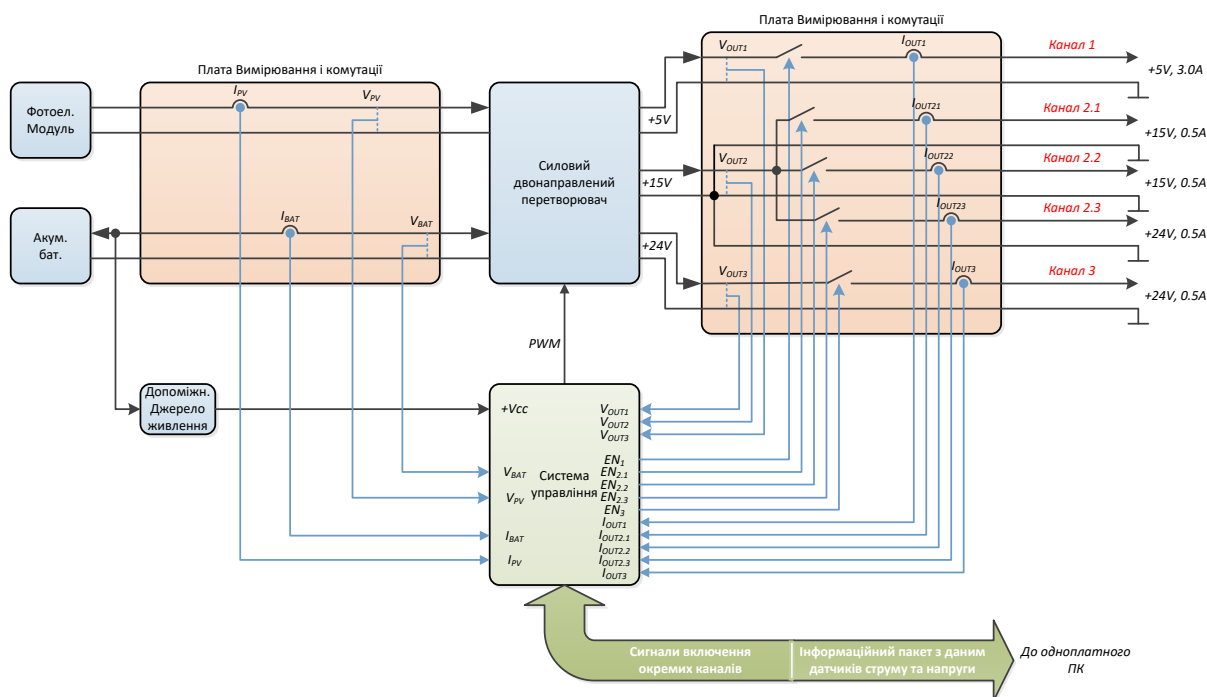 Плата Вимірювання і комутації
Фотоел.
Модуль
Акум.
бат.
I_PV
V_PV
I_BAT
V_BAT
Силовий
двонаправлений
перетворювач
+5V
+15V
+24V
Плата Вимірювання і комутації
V_OUT1
I_OUT1
I_OUT21
V_OUT2
I_OUT22
I_OUT23
V_OUT3
I_OUT3
Канал 1
+5V, 3.0A
Канал 2.1
+15V, 0.5A
Канал 2.2
+15V, 0.5A
Канал 2.3
+24V, 0.5A
Канал 3
+24V, 0.5A
PWM
Допоміжн.
Джерело
живлення
+Vcc
V_BAT
V_PV
I_BAT
I_PV
Система
управління
V_OUT1
V_OUT2
V_OUT3
EN_1
EN_2.1
EN_2.2
EN_2.3
EN_3
I_OUT1
I_OUT2.1
I_OUT2.2
I_OUT2.3
I_OUT3
Сигнали включення
окремих каналів
Інформаційний пакет з даним
датчиків струму та напруги
До одноплатного
ПК